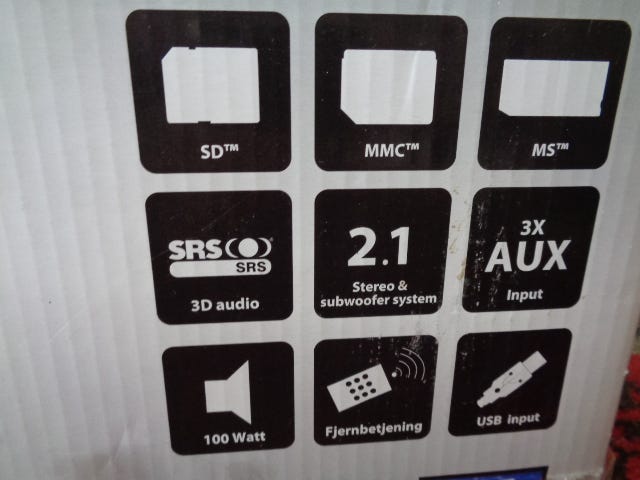 SD™
MMC™
MS™
SRS
SRS
3D audio
2.1
Stereo &
subwoofer system
3X
AUX
Input
100 Watt
Fjernbetjening
USB input